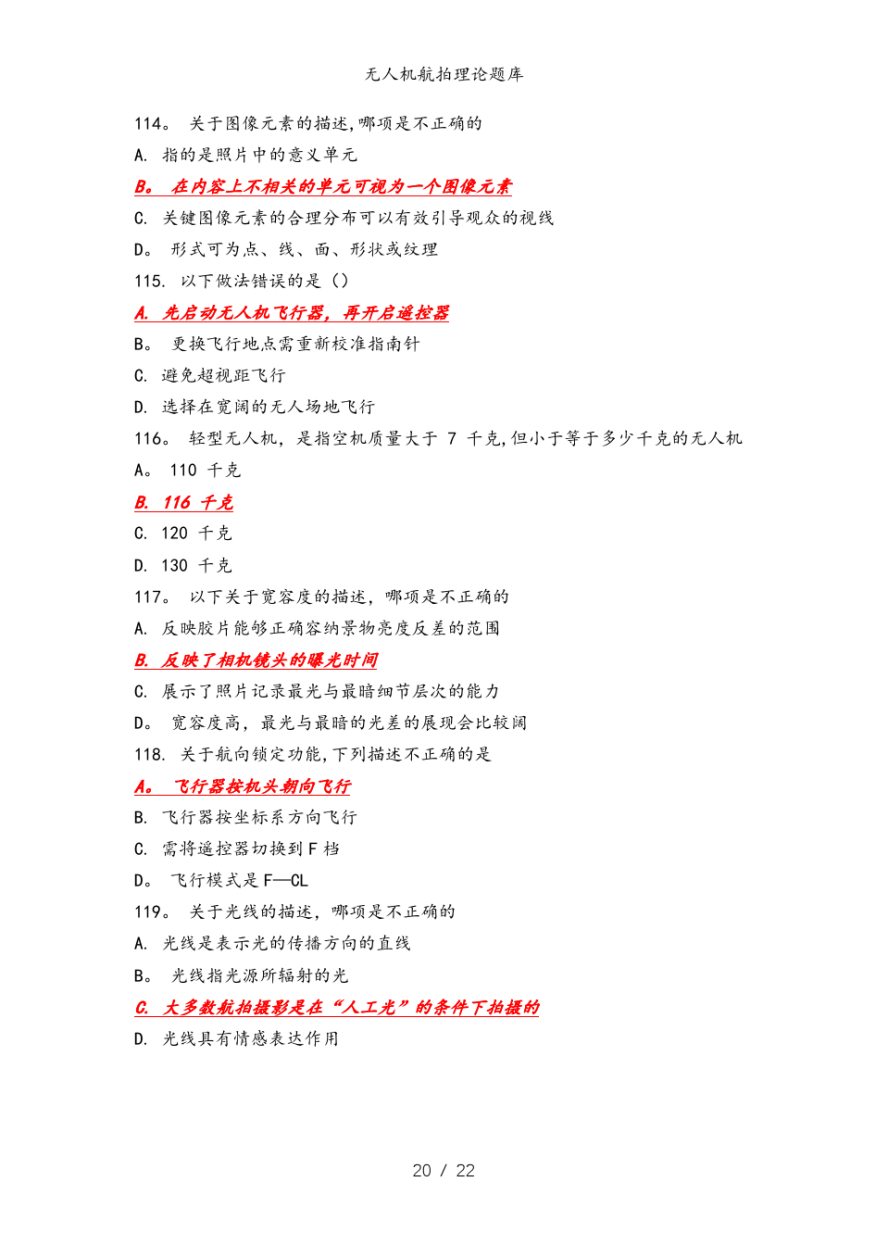 无人机航拍理论题库
114。 关于图像元素的描述,哪项是不正确的
A. 指的是照片中的意义单元
B。 在内容上不相关的单元可视为一个图像元素
C. 关键图像元素的合理分布可以有效引导观众的视线
D。 形式可为点、线、面、形状或纹理
115. 以下做法错误的是()
A. 先启动无人机飞行器，再开启遥控器
B。 更换飞行地点需重新校准指南针
C. 避免超视距飞行
D. 选择在宽阔的无人场地飞行
116。 轻型无人机，是指空机质量大于 7 千克,但小于等于多少千克的无人机
A。 110 千克
B. 116 千克
C. 120 千克
D. 130 千克
117。 以下关于宽容度的描述，哪项是不正确的
A. 反映胶片能够正确容纳景物亮度反差的范围
B. 反映了相机镜头的曝光时间
C. 展示了照片记录最光与最暗细节层次的能力
D。 宽容度高，最光与最暗的光差的展现会比较阔
118. 关于航向锁定功能,下列描述不正确的是
A。 飞行器按机头朝向飞行
B. 飞行器按坐标系方向飞行
C. 需将遥控器切换到 F 档
D。 飞行模式是 F—CL
119。 关于光线的描述，哪项是不正确的
A. 光线是表示光的传播方向的直线
B。 光线指光源所辐射的光
C. 大多数航拍摄影是在“人工光”的条件下拍摄的
D. 光线具有情感表达作用
20 / 22